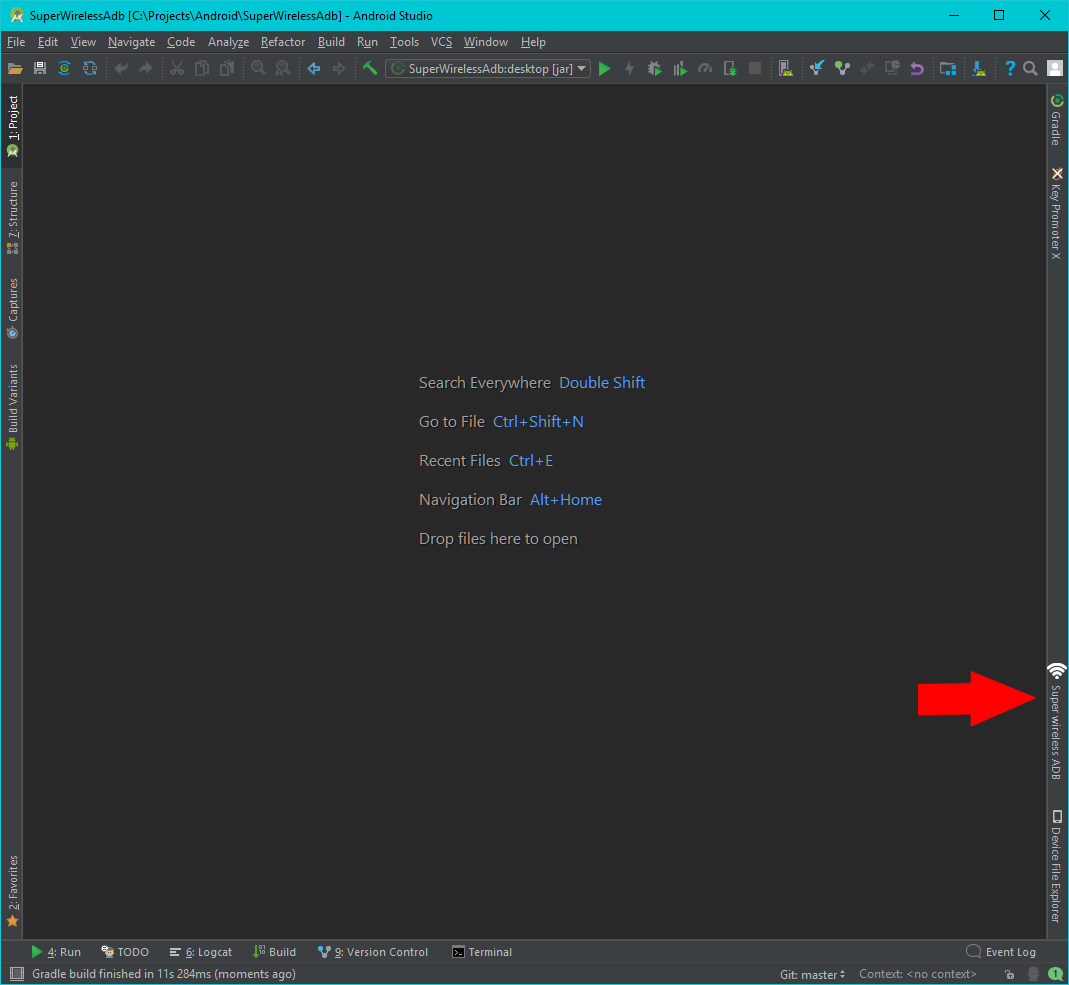 SuperWirelessAdb [C:\Projects\Android\SuperWirelessAdb] - Android Studio
File Edit View Navigate Code Analyze Refactor Build Run Tools VCS Window Help
SuperWirelessAdb:desktop [jar]
1: Project
7: Structure
Captures
Build Variants
2: Favorites
Search Everywhere Double Shift
Go to File Ctrl+Shift+N
Recent Files Ctrl+E
Navigation Bar Alt+Home
Drop files here to open
Gradle
Key Promoter X
Super wireless ADB
Device File Explorer
4: Run TODO 6: Logcat Build 9: Version Control Terminal Event Log
Gradle build finished in 11s 284ms (moments ago) Git: master Context: <no context> 1